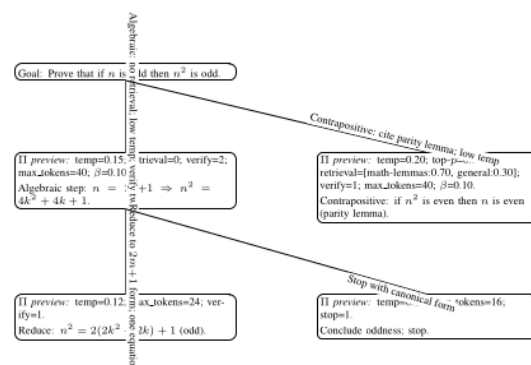 Goal: Prove that if n is odd then n² is odd.
Algebraic: no retrieval; low temp; verify tw
Contrapositive: cite parity lemma; low temp
Π preview: temp=0.15; retrieval=0; verify=2;
max_tokens=40; β=0.10
Algebraic step: n = +1 ⇒ n² =
4k² + 4k + 1.
Π preview: temp=0.20; top-p=
retrieval=[math-lemmas:0.70, general:0.30];
verify=1; max_tokens=40; β=0.10.
Contrapositive: if n² is even then n is even
(parity lemma).
Reduce to 2m+1 form; one equatio
Stop with canonical form
Π preview: temp=0.12; max_tokens=24; ver-
ify=1.
Reduce: n² = 2(2k² 2k) + 1 (odd).
Π preview: temp= tokens=16;
stop=1.
Conclude oddness; stop.